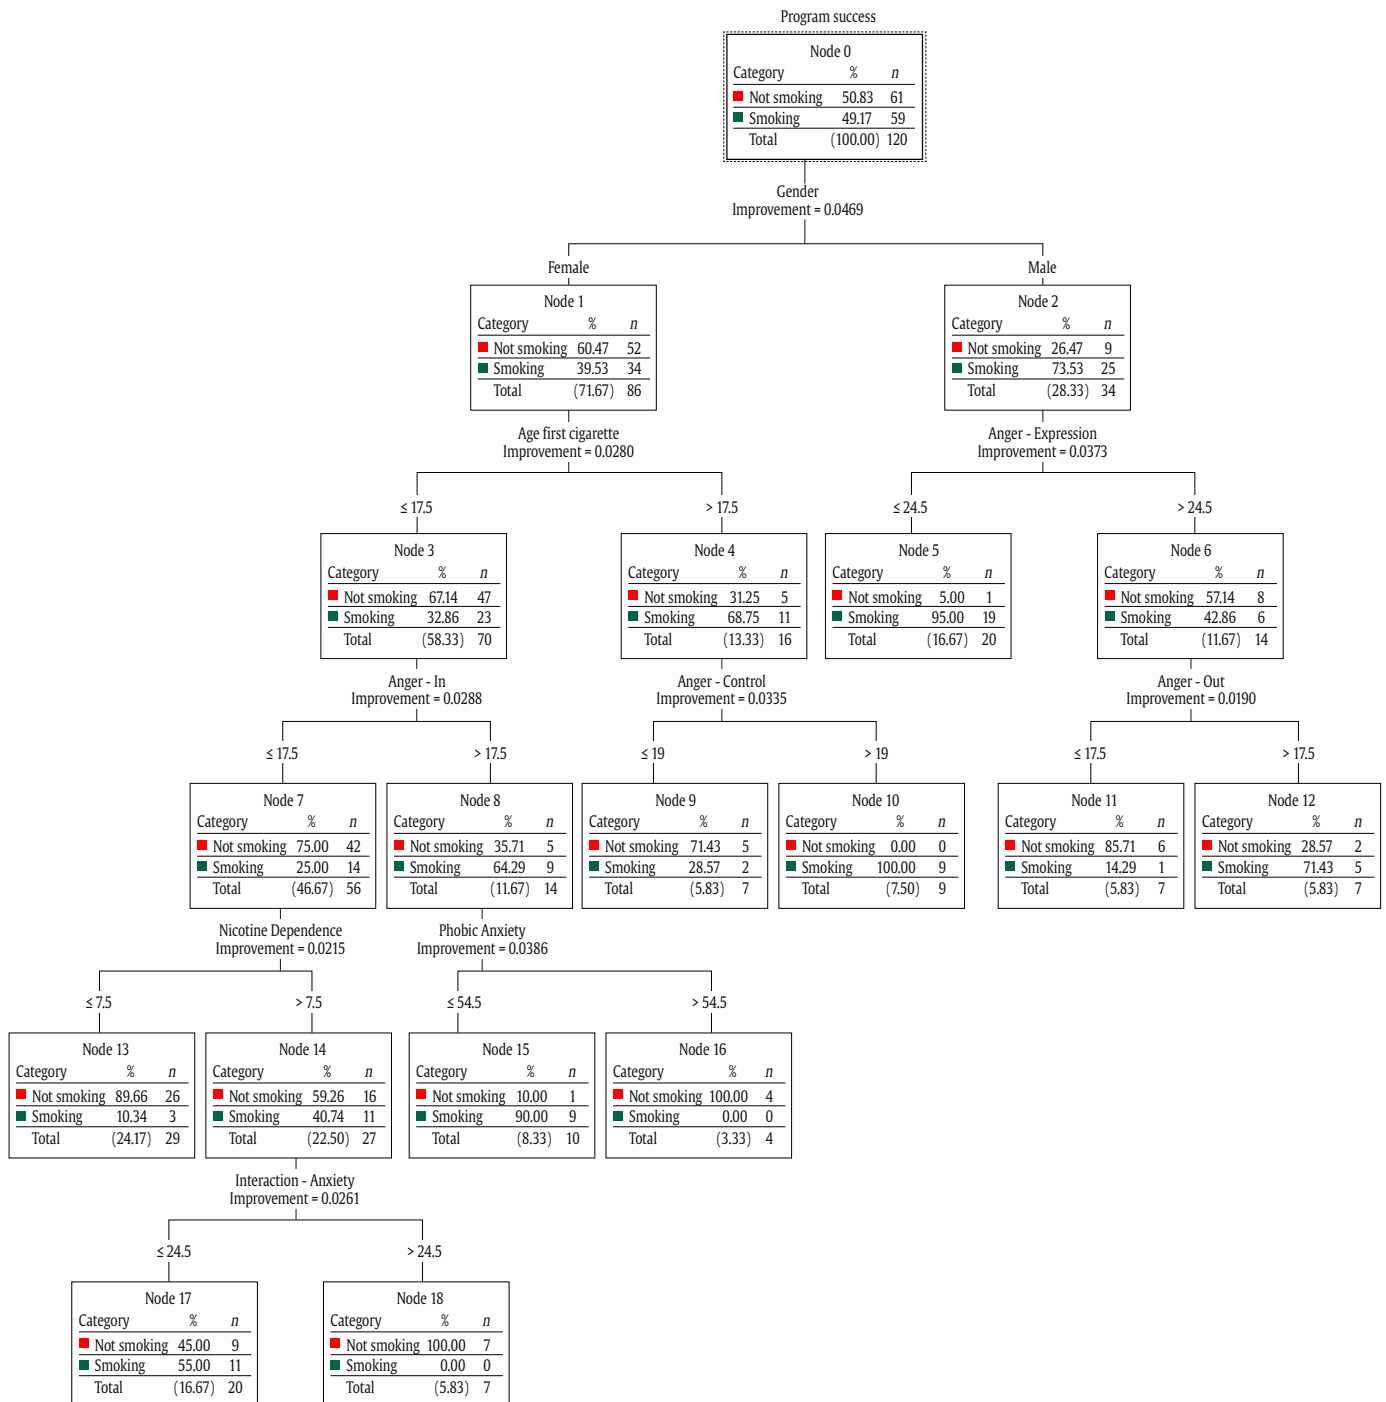 Program success
Node 0
Category % n
Not smoking 50.83 61
Smoking 49.17 59
Total (100.00) 120
Gender
Improvement = 0.0469
Female
Male
Node 1
Category % n
Not smoking 60.47 52
Smoking 39.53 34
Total (71.67) 86
Node 2
Category % n
Not smoking 26.47 9
Smoking 73.53 25
Total (28.33) 34
Age first cigarette
Improvement = 0.0280
Anger - Expression
Improvement = 0.0373
≤ 17.5
> 17.5
≤ 24.5
> 24.5
Node 3
Category % n
Not smoking 67.14 47
Smoking 32.86 23
Total (58.33) 70
Node 4
Category % n
Not smoking 31.25 5
Smoking 68.75 11
Total (13.33) 16
Node 5
Category % n
Not smoking 5.00 1
Smoking 95.00 19
Total (16.67) 20
Node 6
Category % n
Not smoking 57.14 8
Smoking 42.86 6
Total (11.67) 14
Anger - In
Improvement = 0.0288
Anger - Control
Improvement = 0.0335
Anger - Out
Improvement = 0.0190
≤ 17.5
> 17.5
≤ 19
> 19
≤ 17.5
> 17.5
Node 7
Category % n
Not smoking 75.00 42
Smoking 25.00 14
Total (46.67) 56
Node 8
Category % n
Not smoking 35.71 5
Smoking 64.29 9
Total (11.67) 14
Node 9
Category % n
Not smoking 71.43 5
Smoking 28.57 2
Total (5.83) 7
Node 10
Category % n
Not smoking 0.00 0
Smoking 100.00 9
Total (7.50) 9
Node 11
Category % n
Not smoking 85.71 6
Smoking 14.29 1
Total (5.83) 7
Node 12
Category % n
Not smoking 28.57 2
Smoking 71.43 5
Total (5.83) 7
Nicotine Dependence
Improvement = 0.0215
Phobic Anxiety
Improvement = 0.0386
≤ 7.5
> 7.5
≤ 54.5
> 54.5
Node 13
Category % n
Not smoking 89.66 26
Smoking 10.34 3
Total (24.17) 29
Node 14
Category % n
Not smoking 59.26 16
Smoking 40.74 11
Total (22.50) 27
Node 15
Category % n
Not smoking 10.00 1
Smoking 90.00 9
Total (8.33) 10
Node 16
Category % n
Not smoking 100.00 4
Smoking 0.00 0
Total (3.33) 4
Interaction - Anxiety
Improvement = 0.0261
≤ 24.5
> 24.5
Node 17
Category % n
Not smoking 45.00 9
Smoking 55.00 11
Total (16.67) 20
Node 18
Category % n
Not smoking 100.00 7
Smoking 0.00 0
Total (5.83) 7